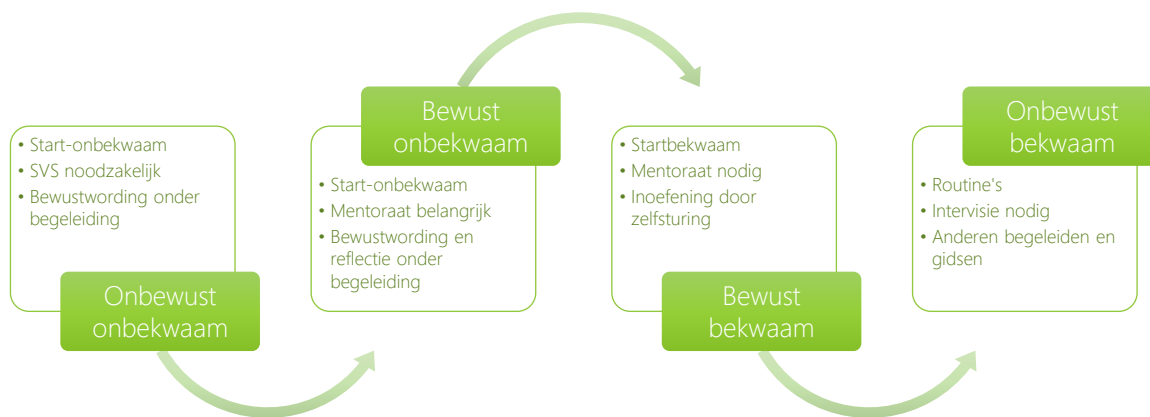 • Start-onbekwaam
• SVS noodzakelijk
• Bewustwording onder
begeleiding
Onbewust
onbekwaam
Bewust
onbekwaam
• Start-onbekwaam
• Mentoraat belangrijk
• Bewustwording en
reflectie onder
begeleiding
• Startbekwaam
• Mentoraat nodig
• Inoefening door
zelfsturing
Bewust
bekwaam
Onbewust
bekwaam
• Routine's
• Intervisie nodig
• Anderen begeleiden en
gidsen